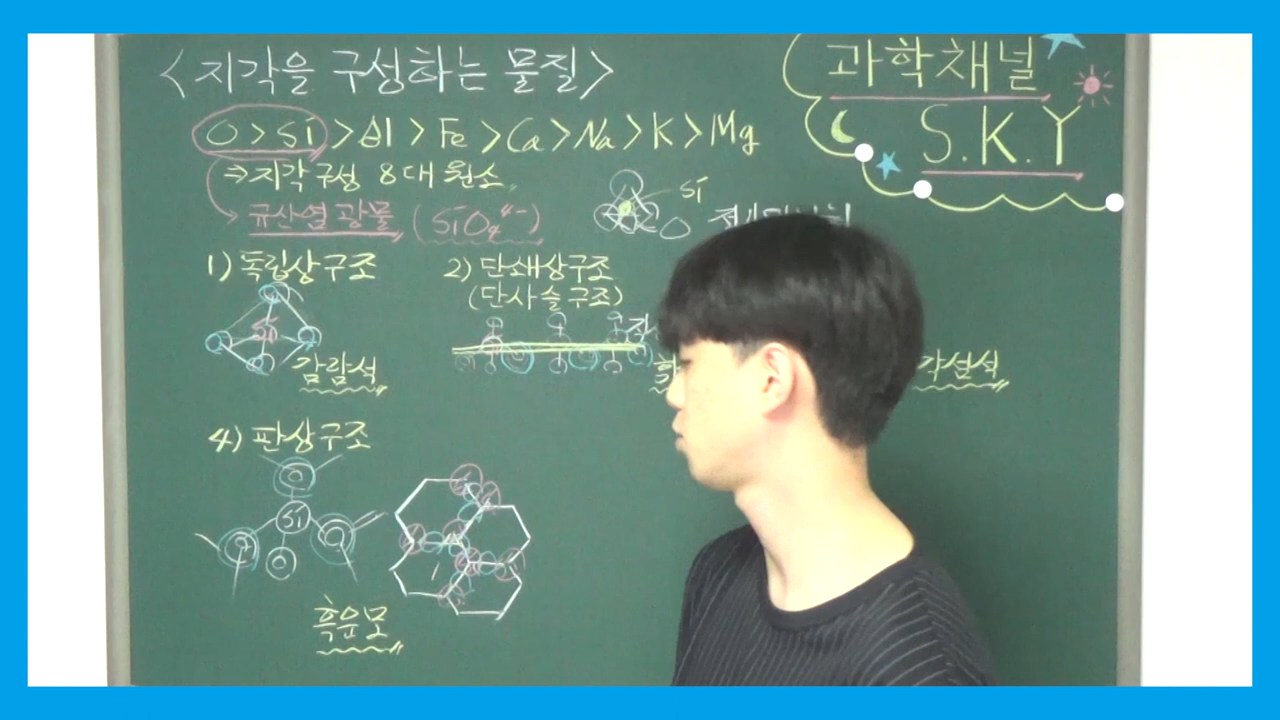 <지각을 구성하는 물질>
과학채널
S.K.Y
O > Si > Al > Fe > Ca > Na > K > Mg
⇒지각 구성 8대 원소
Si
규산염 광물 (SiO₄⁴⁻)
O
1) 독립상구조
2) 단쇄상구조
(단사슬구조)
Si
감람석
각섬석
4) 판상구조
Si
흑운모